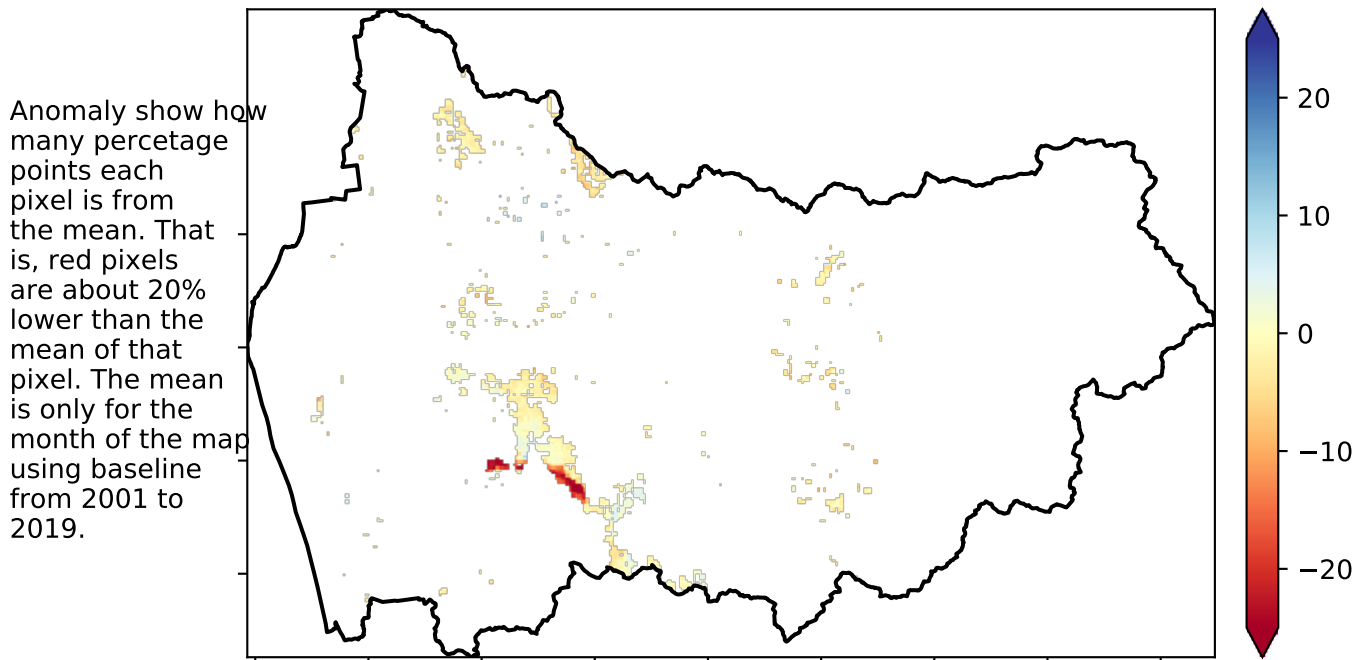 Anomaly show how
many percetage
points each
pixel is from
the mean. That
is, red pixels
are about 20%
lower than the
mean of that
pixel. The mean
is only for the
month of the map
using baseline
from 2001 to
2019.
20
10
0
−10
−20